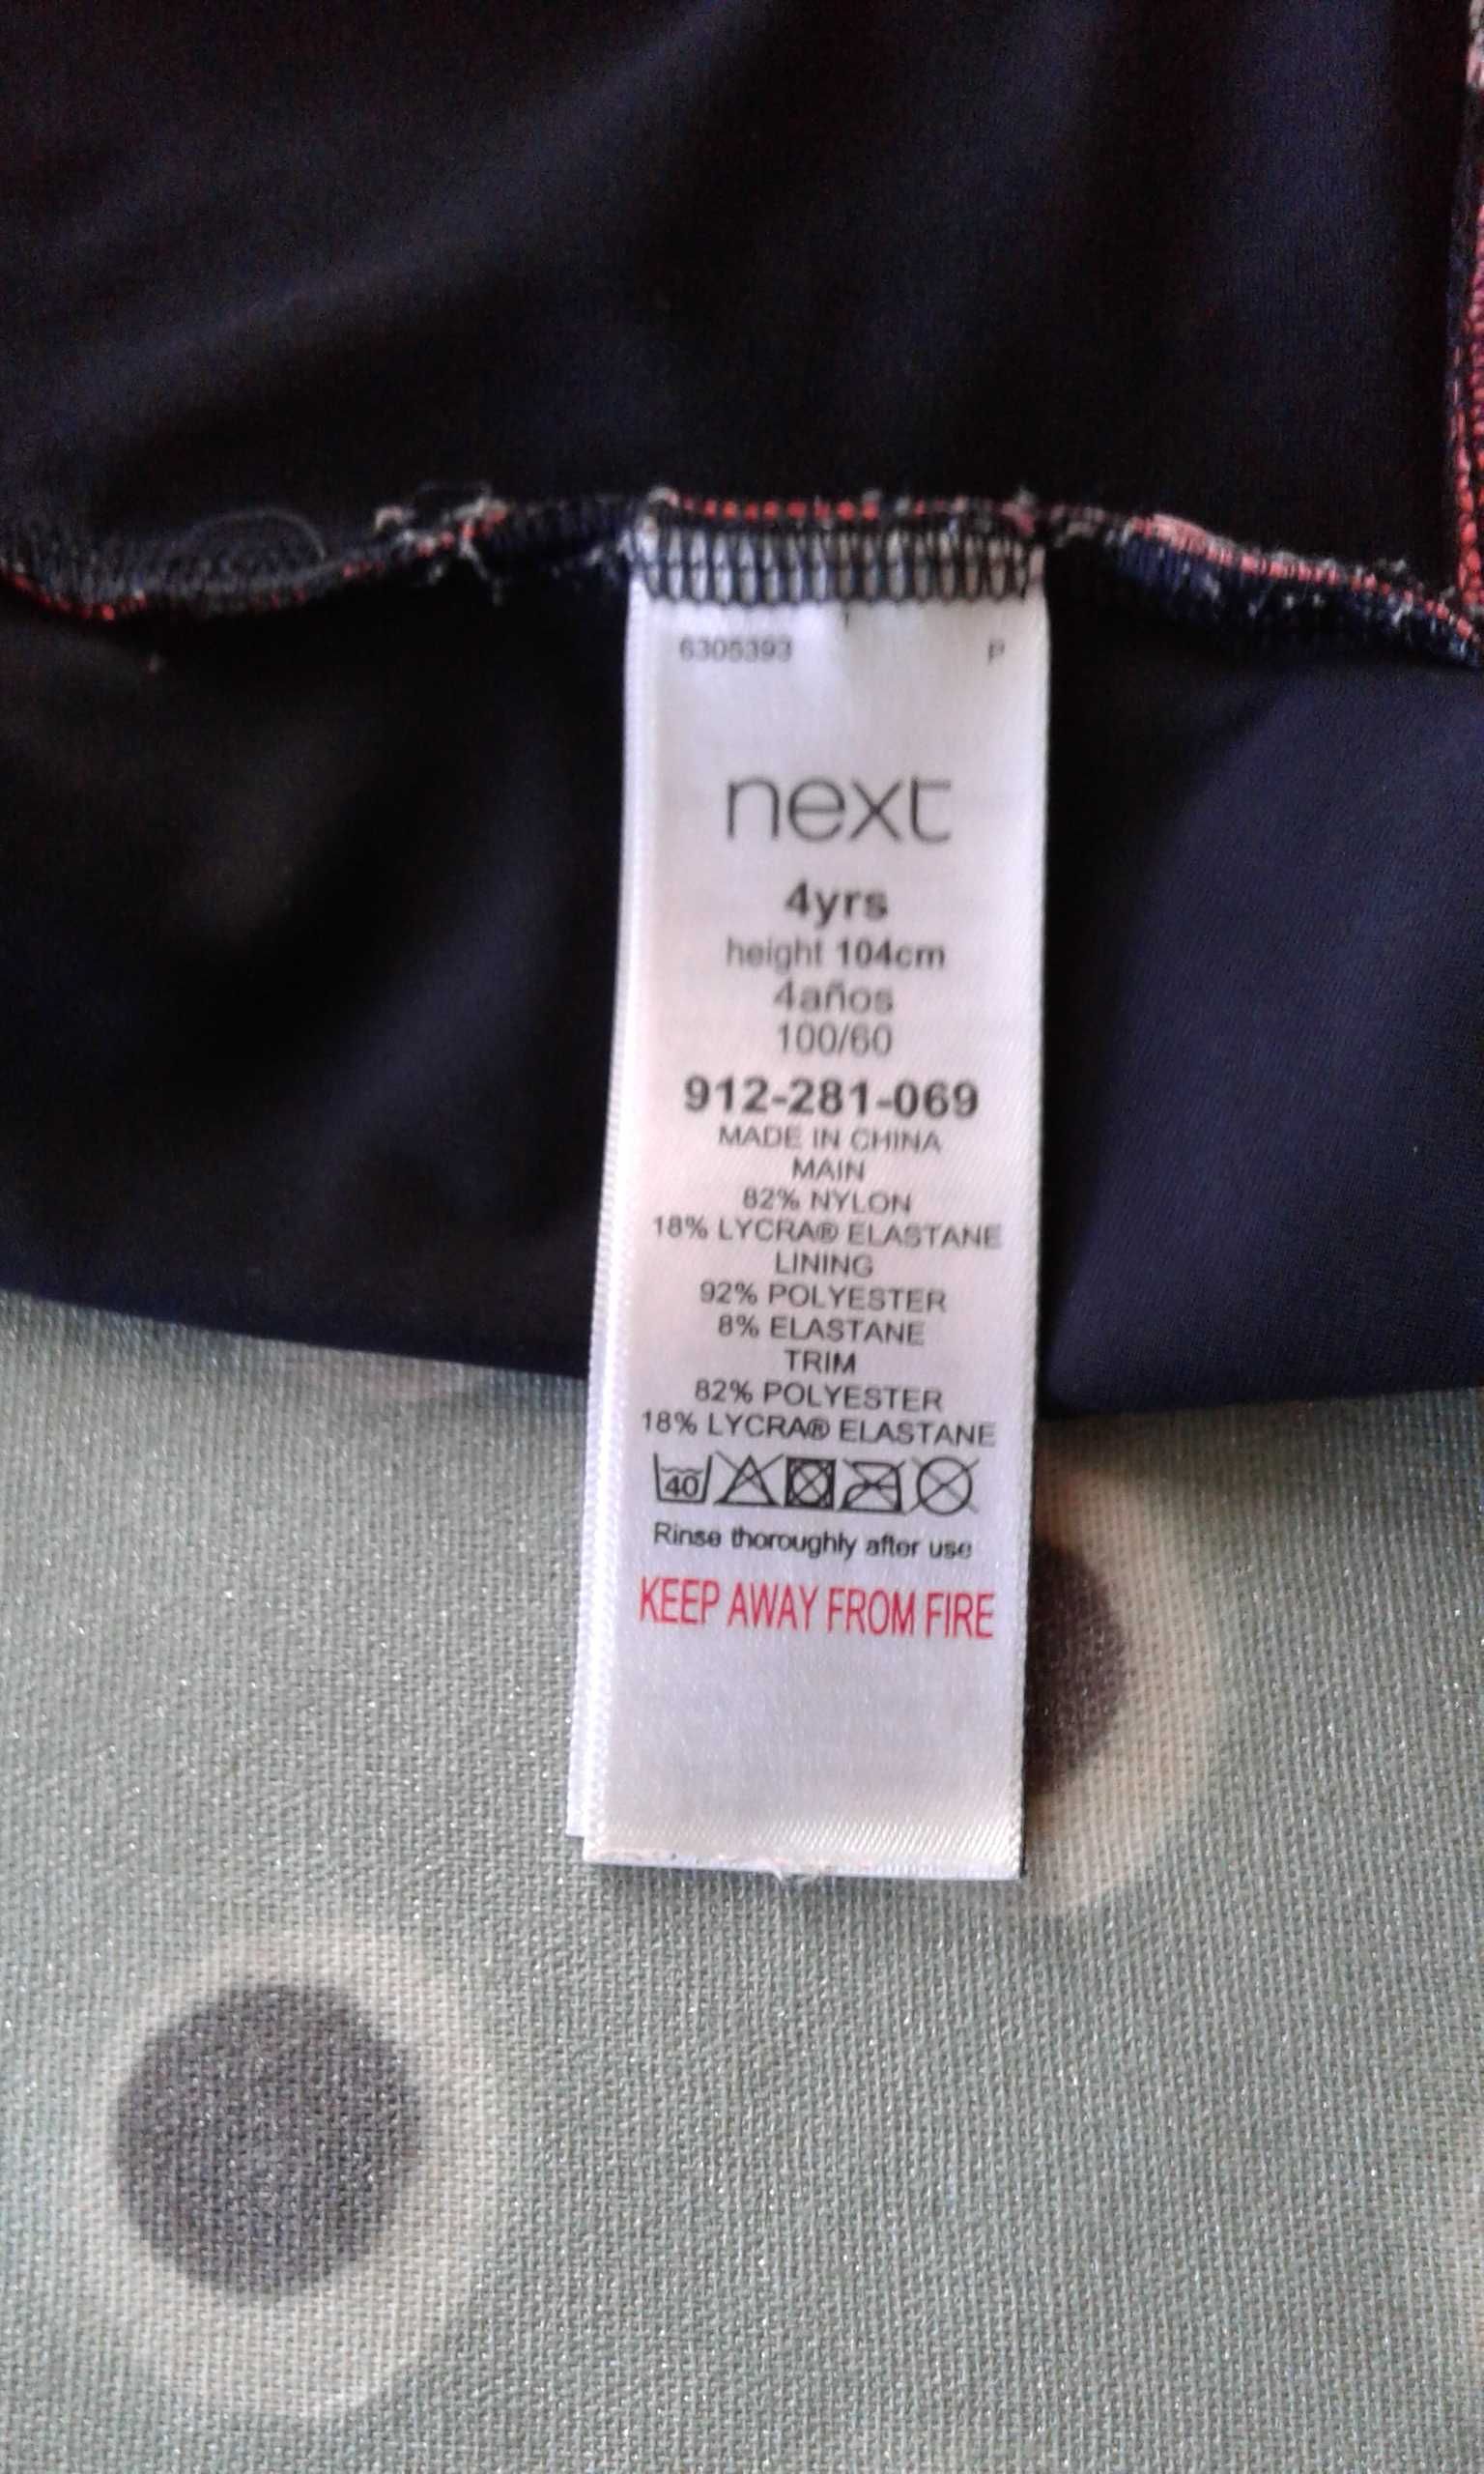 6305393 P
next
4yrs
height 104cm
4años
100/60
912-281-069
MADE IN CHINA
MAIN
82% NYLON
18% LYCRA® ELASTANE
LINING
92% POLYESTER
8% ELASTANE
TRIM
82% POLYESTER
18% LYCRA® ELASTANE
40
Rinse thoroughly after use
KEEP AWAY FROM FIRE